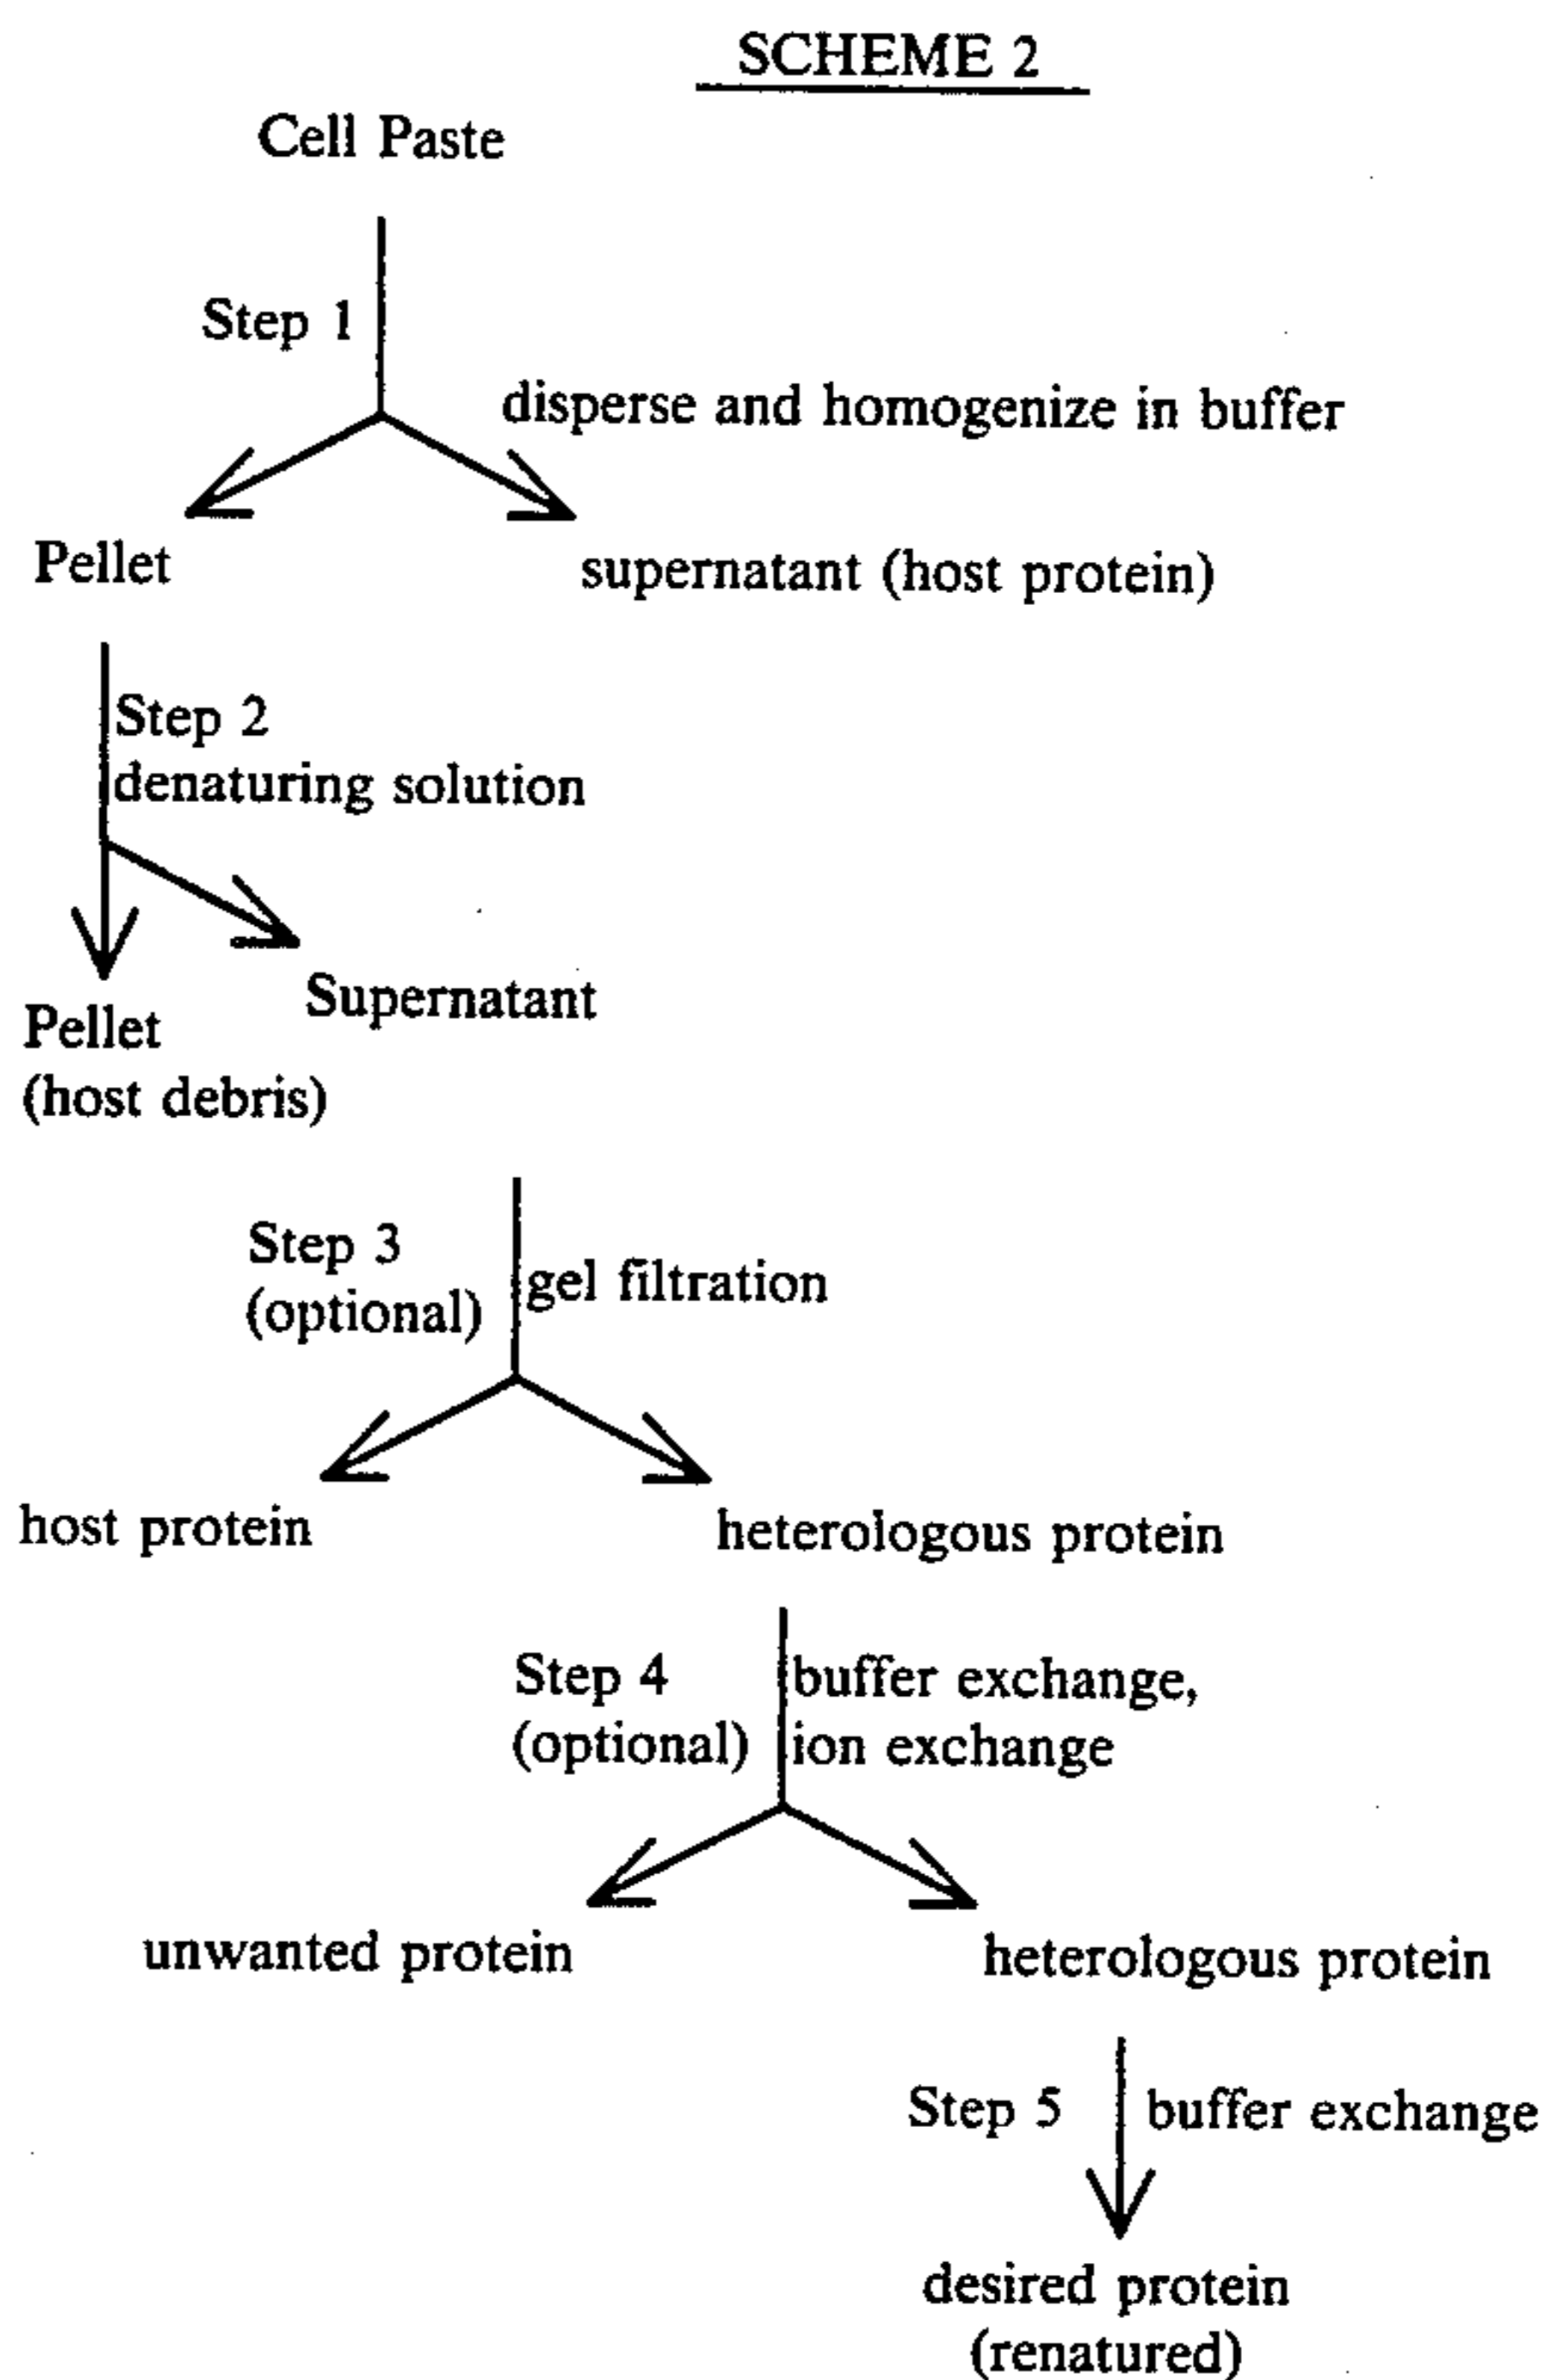 SCHEME 2
Cell Paste
Step 1
disperse and homogenize in buffer
Pellet
supernatant (host protein)
Step 2
denaturing solution
Supernatant
Pellet
(host debris)
Step 3
(optional)
gel filtration
host protein
heterologous protein
Step 4
(optional)
buffer exchange,
ion exchange
unwanted protein
heterologous protein
Step 5
buffer exchange
desired protein
(renatured)